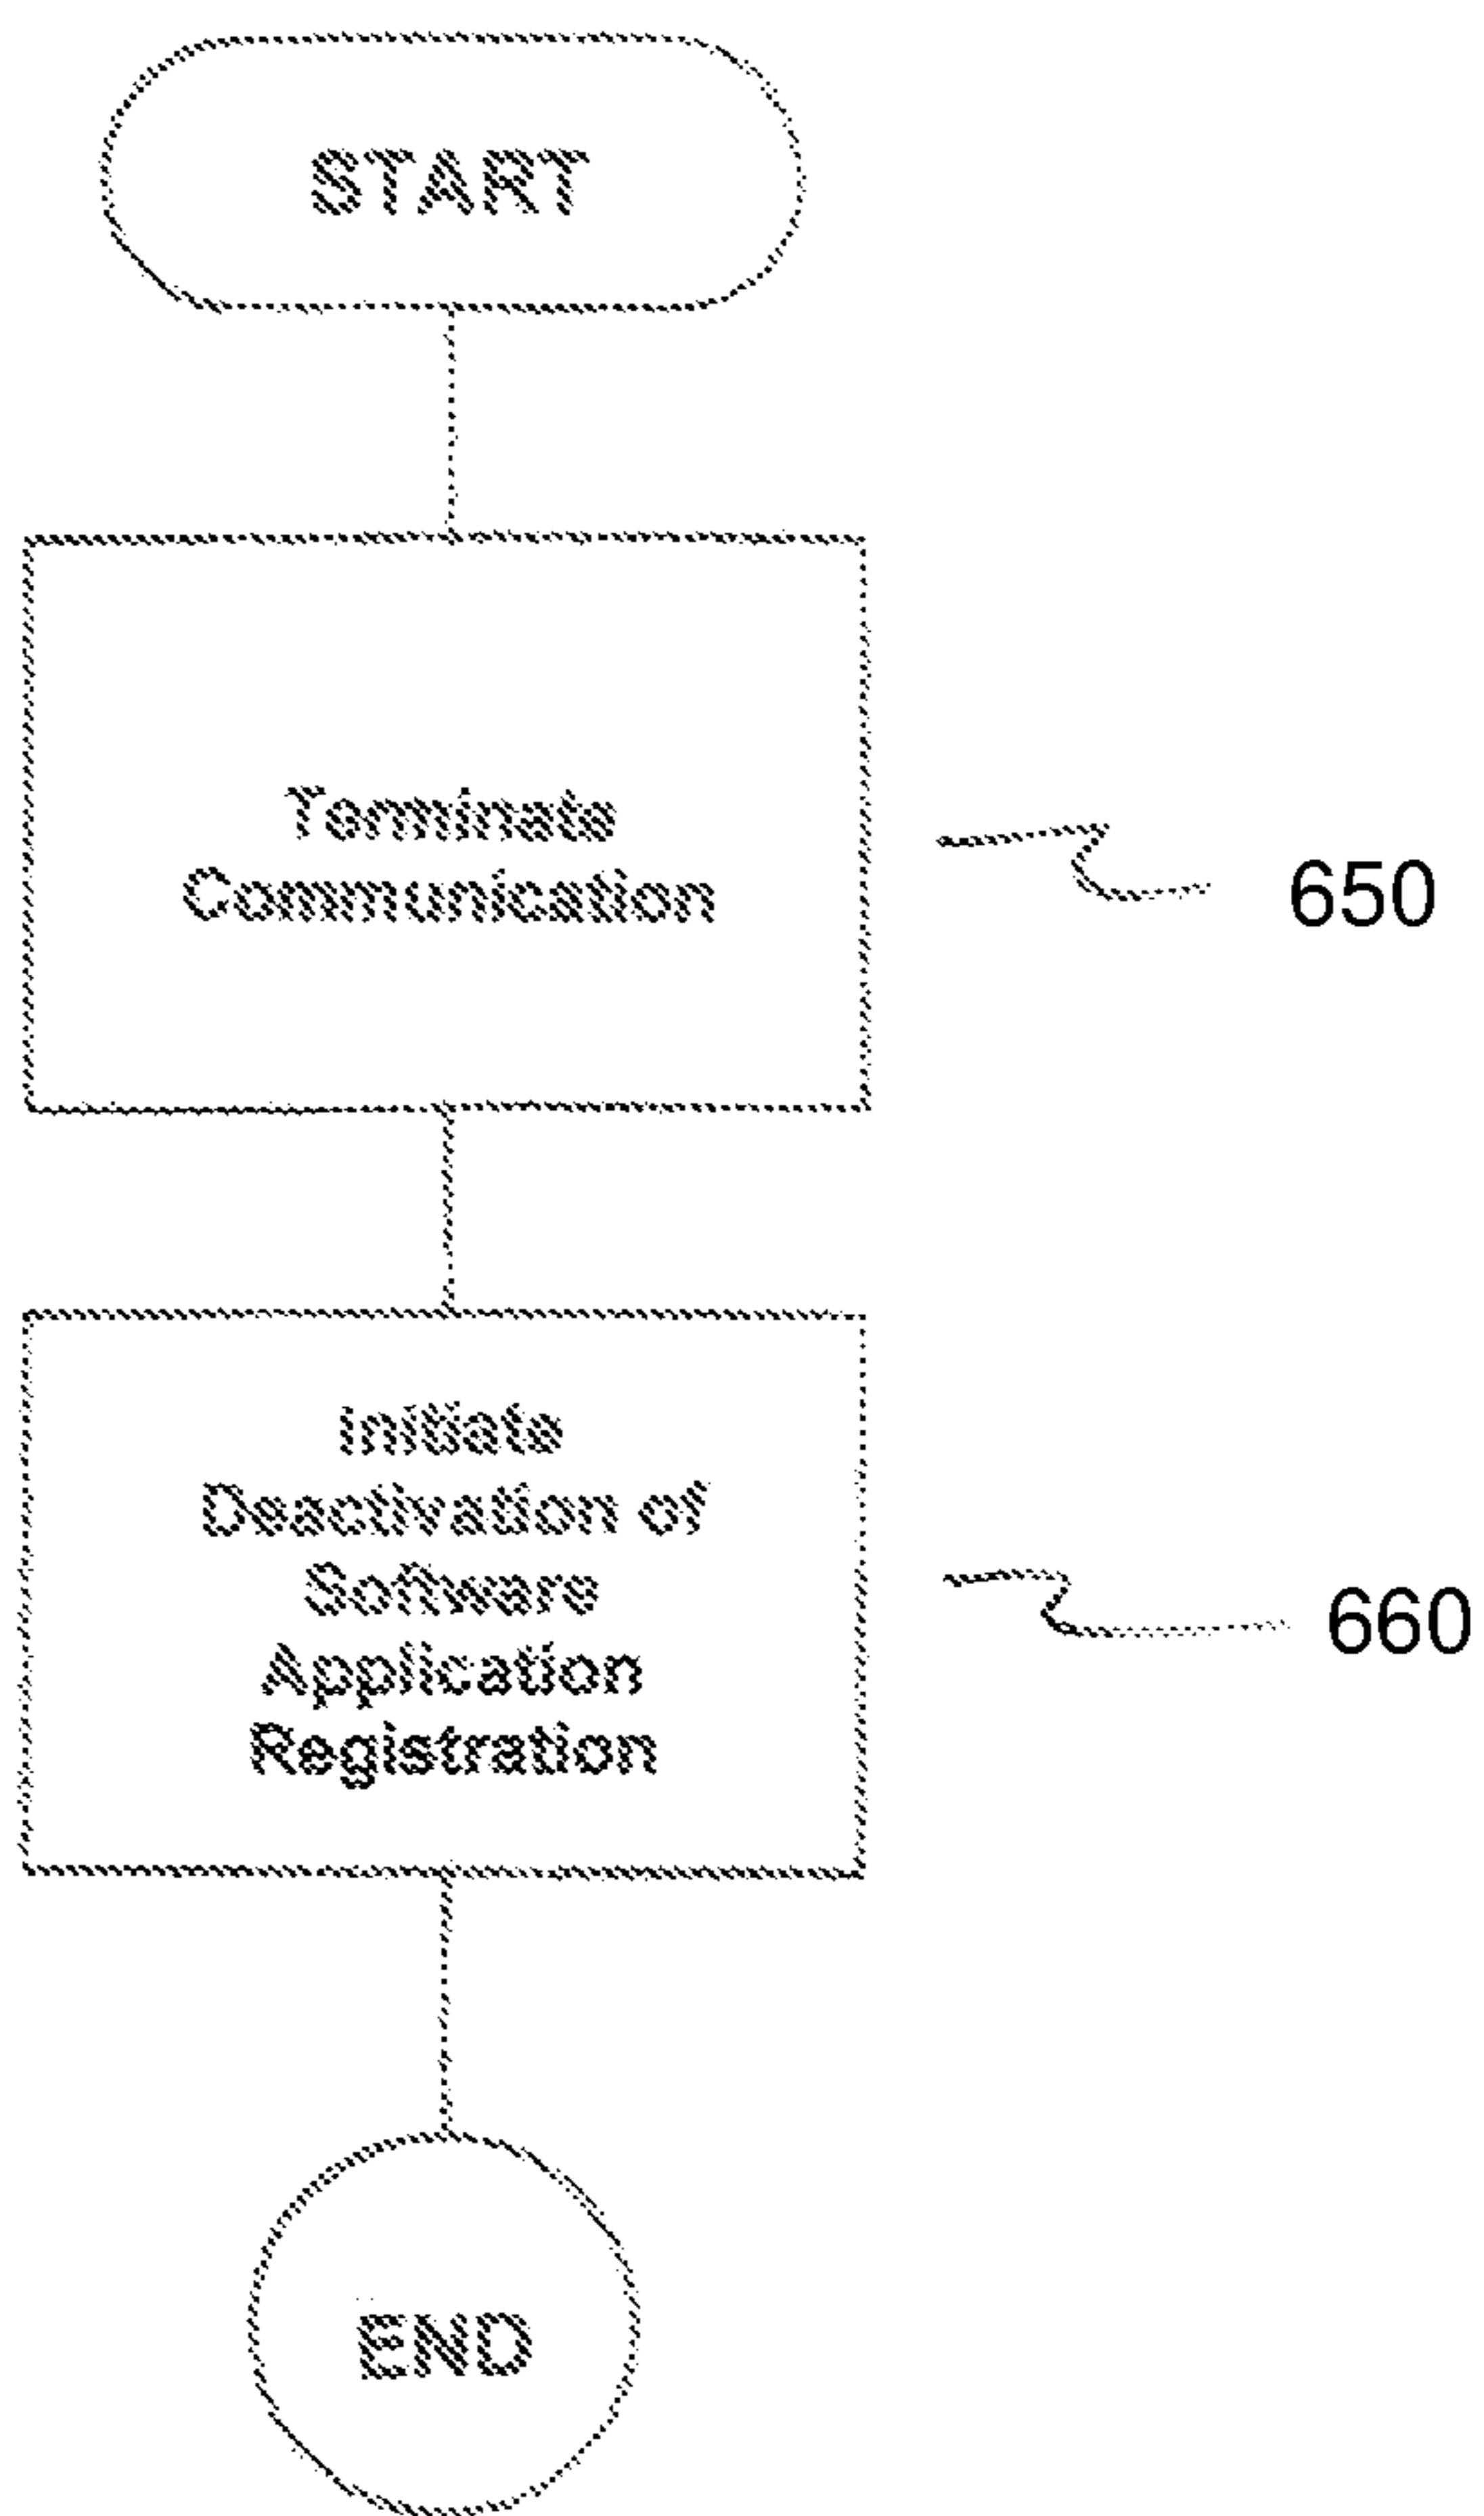 START
Terminate
Communication
650
Initiate
Deactivation of
Software
Application
Registration
660
END